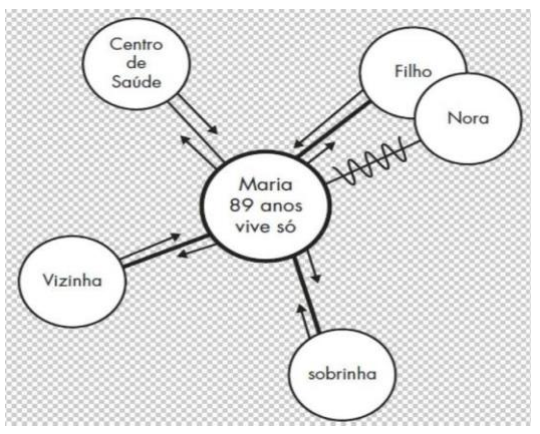 Centro
de
Saúde
Filho
Nora
Maria
89 anos
vive só
Vizinha
sobrinha